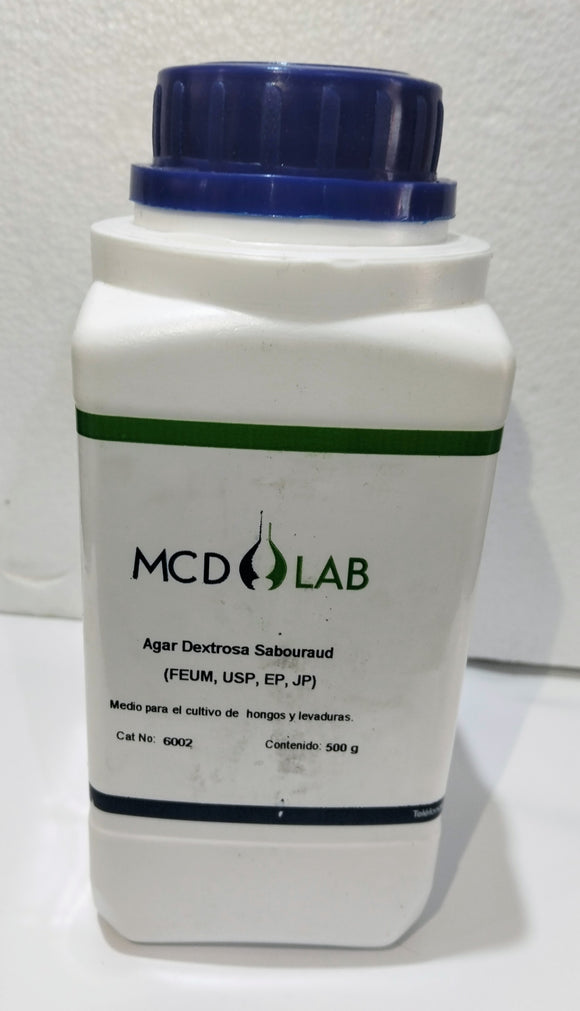 MCD LAB
Agar Dextrosa Sabouraud
(FEUM, USP, EP, JP)
Medio para el cultivo de hongos y levaduras.
Cat No: 6002 Contenido: 500 g